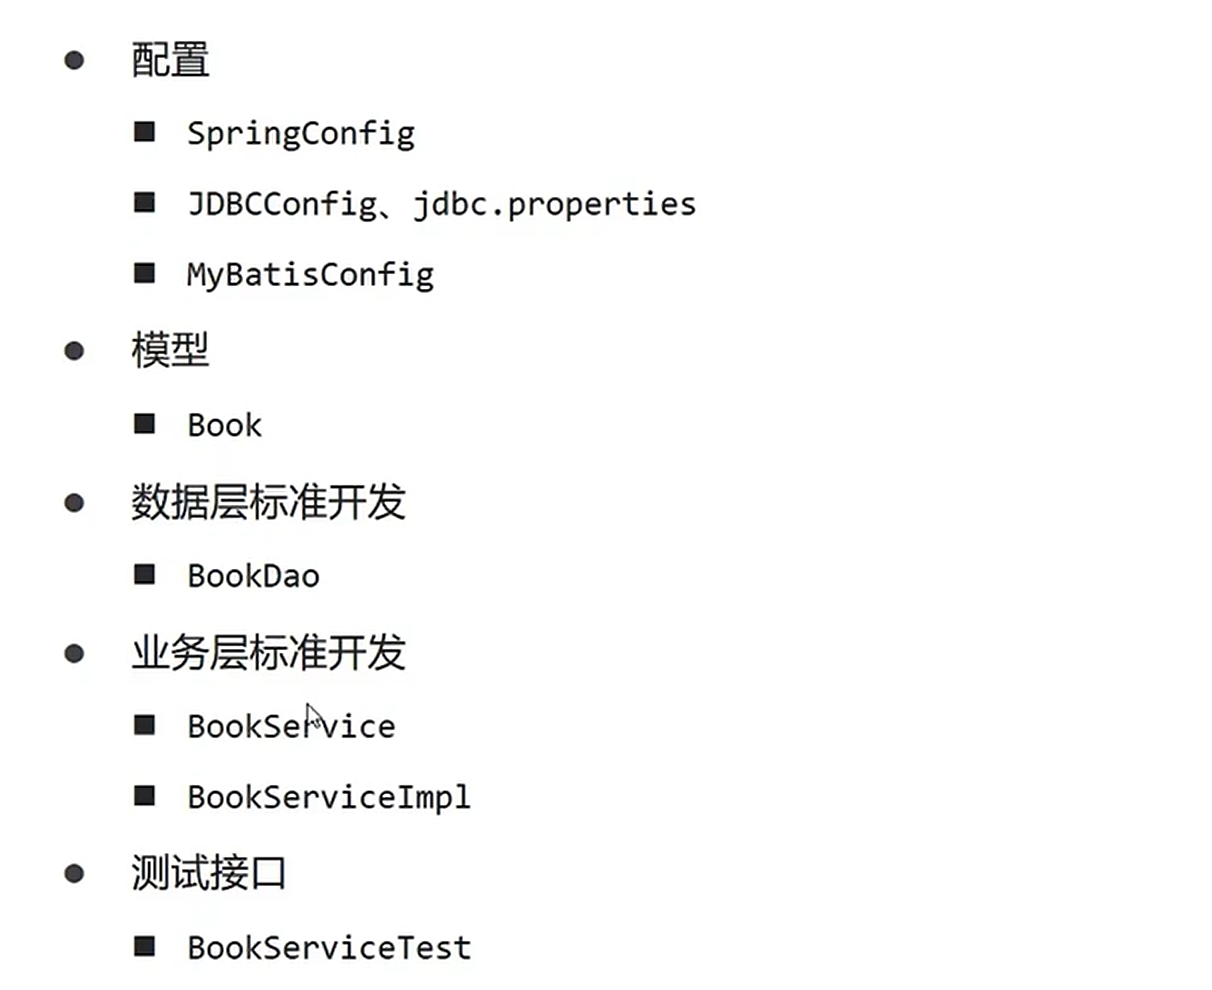 配置
SpringConfig
JDBCConfig、jdbc.properties
MyBatisConfig
模型
Book
数据层标准开发
BookDao
业务层标准开发
BookService
BookServiceImpl
测试接口
BookServiceTest